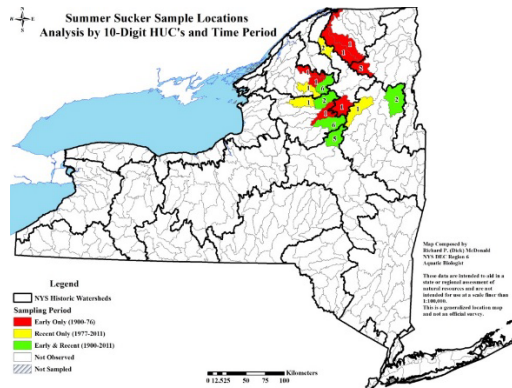 Summer Sucker Sample Locations
Analysis by 10-Digit HUC's and Time Period
Map Composed by
Richard P. (Dick) McDonald
NYS DEC Region 6
Aquatic Biologist
These data are intended to aid in a
state or regional assessment of
natural resources and are not
intended for use at a scale finer than
1:100,000.
This is a generalized location map
and not an official survey.
Legend
NYS Historic Watersheds
Sampling Period
Early Only (1900-76)
Recent Only (1977-2011)
Early & Recent (1900-2011)
Not Observed
Not Sampled
0 12.525 50 75 100
Kilometers